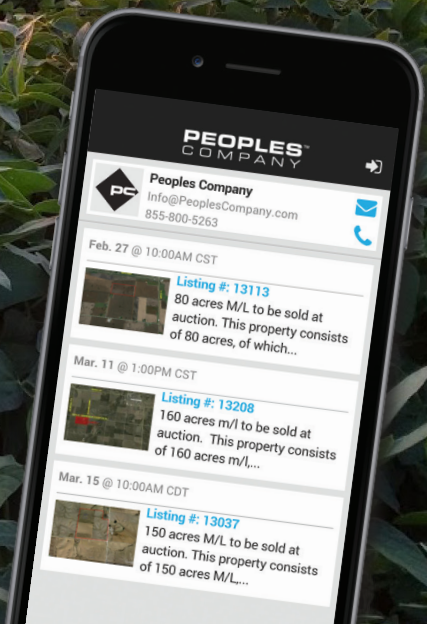 PEOPLES™
COMPANY
PC
Peoples Company
Info@PeoplesCompany.com
855-800-5263
Feb. 27 @ 10:00AM CST
Listing #: 13113
80 acres M/L to be sold at
auction. This property consists
of 80 acres, of which...
Mar. 11 @ 1:00PM CST
Listing #: 13208
160 acres m/l to be sold at
auction. This property consists
of 160 acres m/l,...
Mar. 15 @ 10:00AM CDT
Listing #: 13037
150 acres M/L to be sold at
auction. This property consists
of 150 acres M/L,...